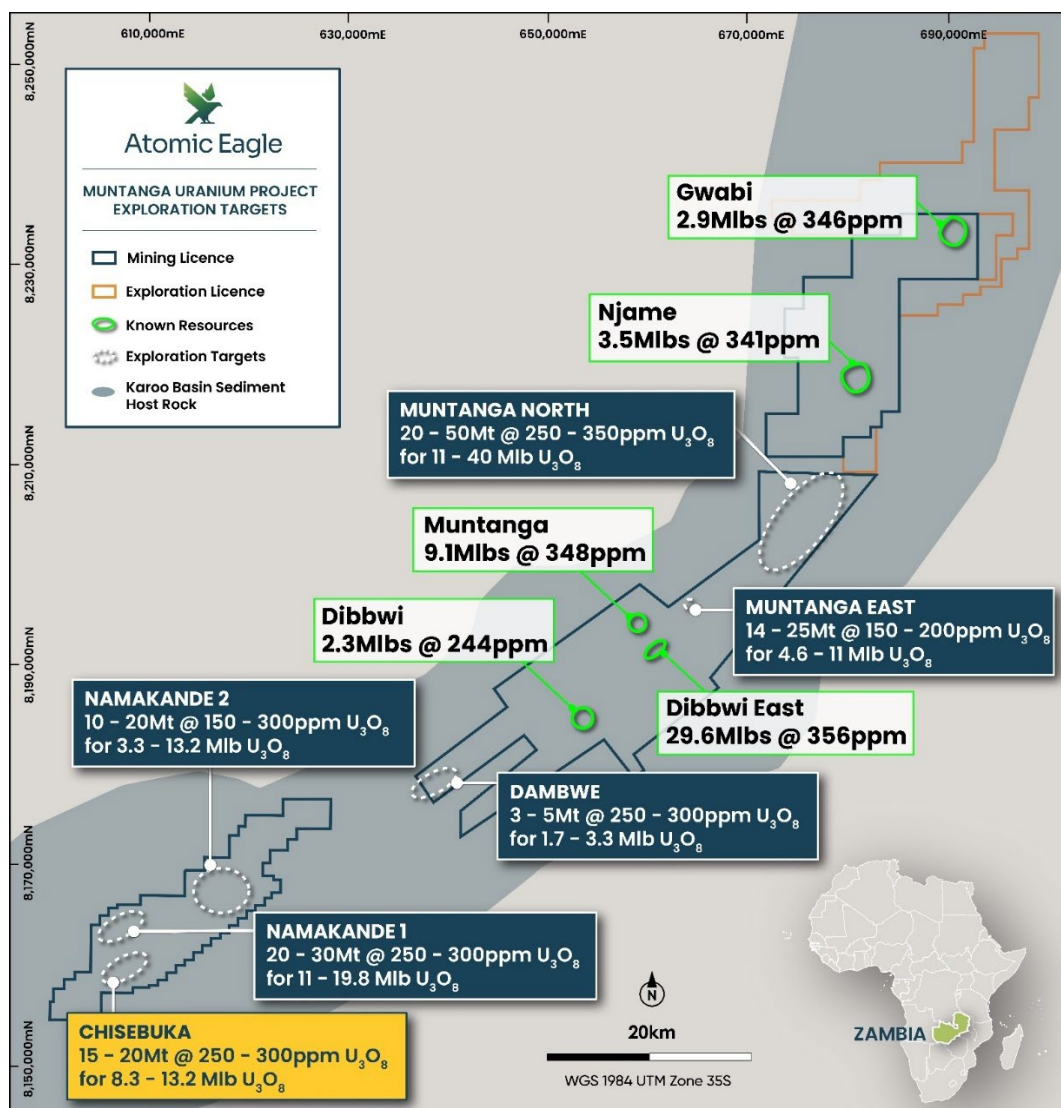 610,000mE
630,000mE
650,000mE
670,000mE
690,000mE
8,250,000mN
8,230,000mN
8,210,000mN
8,190,000mN
8,170,000mN
8,150,000mN
Atomic Eagle
MUNTANGA URANIUM PROJECT
EXPLORATION TARGETS
Mining Licence
Exploration Licence
Known Resources
Exploration Targets
Karoo Basin Sediment
Host Rock
Gwabi
2.9Mlbs @ 346ppm
Njame
3.5Mlbs @ 341ppm
MUNTANGA NORTH
20 - 50Mt @ 250 - 350ppm U₃O₈
for 11 - 40 Mlb U₃O₈
Muntanga
9.1Mlbs @ 348ppm
MUNTANGA EAST
14 - 25Mt @ 150 - 200ppm U₃O₈
for 4.6 - 11 Mlb U₃O₈
Dibbwi
2.3Mlbs @ 244ppm
Dibbwi East
29.6Mlbs @ 356ppm
NAMAKANDE 2
10 - 20Mt @ 150 - 300ppm U₃O₈
for 3.3 - 13.2 Mlb U₃O₈
DAMBWE
3 - 5Mt @ 250 - 300ppm U₃O₈
for 1.7 - 3.3 Mlb U₃O₈
NAMAKANDE 1
20 - 30Mt @ 250 - 300ppm U₃O₈
for 11 - 19.8 Mlb U₃O₈
CHISEBUKA
15 - 20Mt @ 250 - 300ppm U₃O₈
for 8.3 - 13.2 Mlb U₃O₈
N
20km
WGS 1984 UTM Zone 35S
ZAMBIA